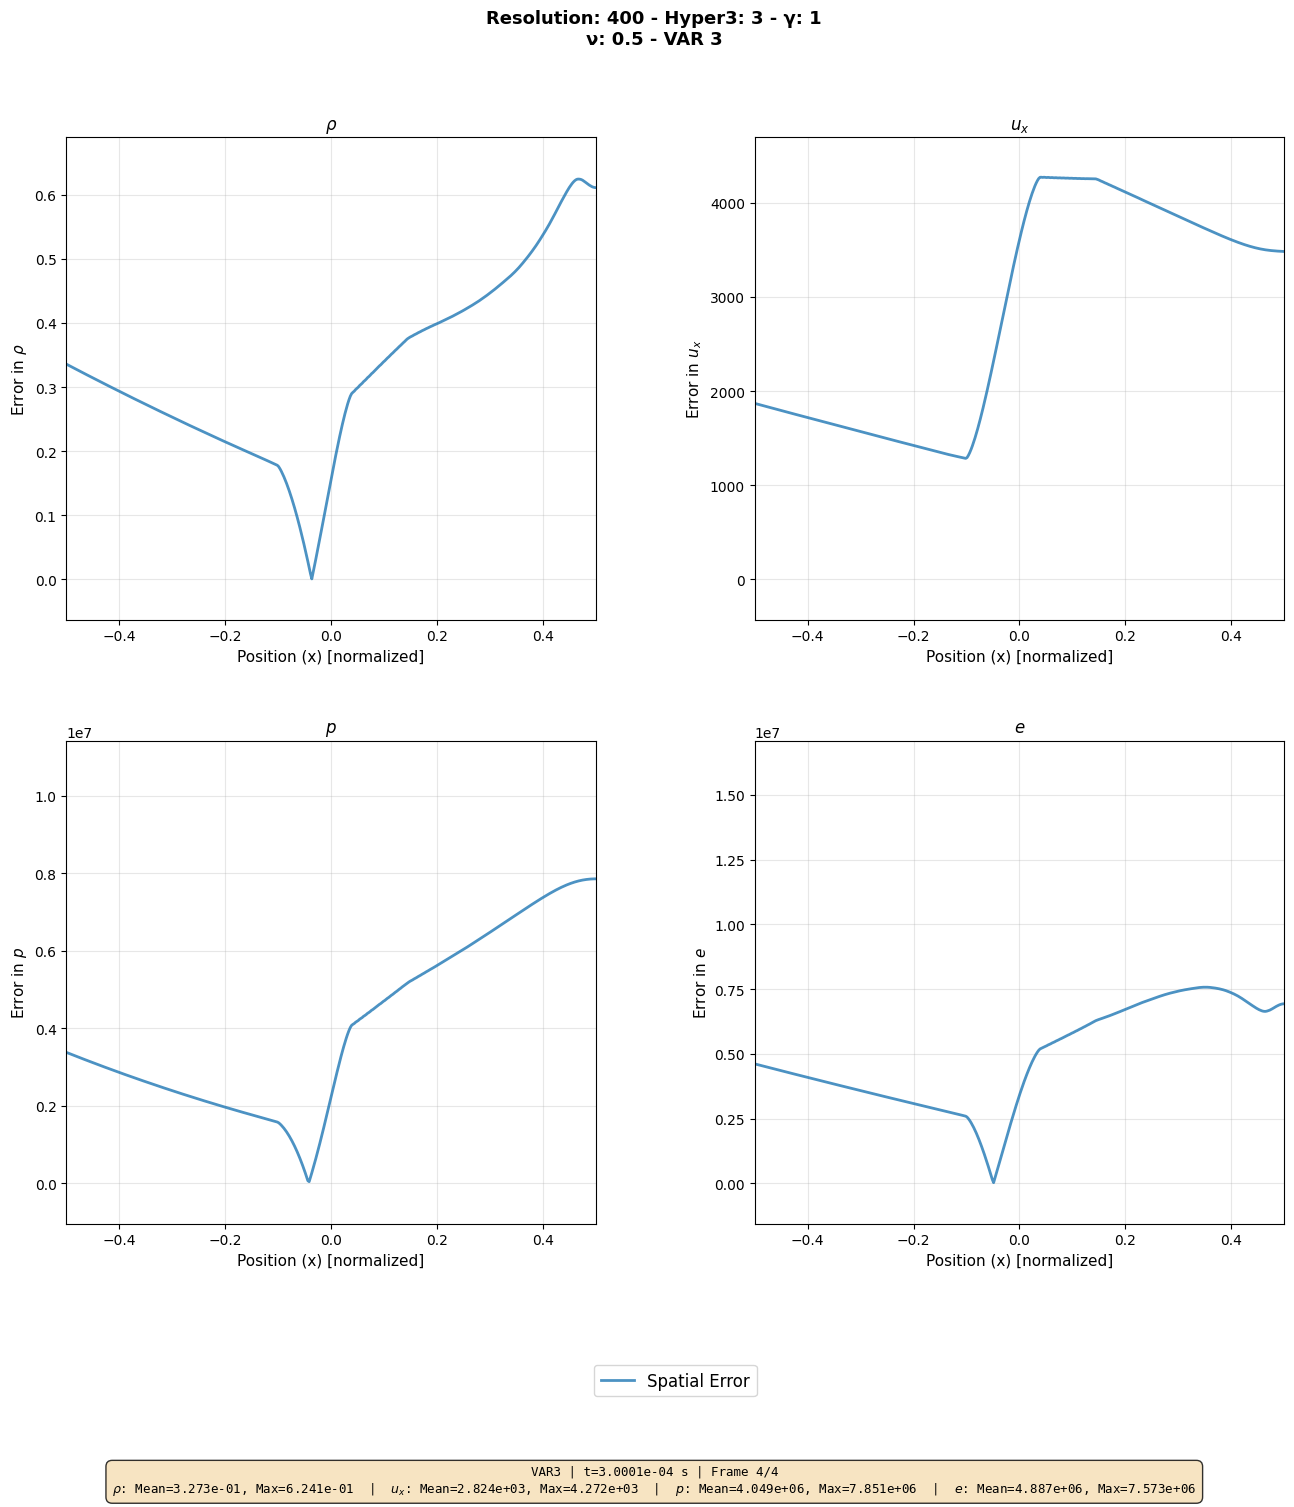 Resolution: 400 - Hyper3: 3 - γ: 1
ν: 0.5 - VAR 3
ρ
Error in ρ
0.6
0.5
0.4
0.3
0.2
0.1
0.0
−0.4 −0.2 0.0 0.2 0.4
Position (x) [normalized]
u_x
Error in u_x
4000
3000
2000
1000
0
−0.4 −0.2 0.0 0.2 0.4
Position (x) [normalized]
p
1e7
Error in p
1.0
0.8
0.6
0.4
0.2
0.0
−0.4 −0.2 0.0 0.2 0.4
Position (x) [normalized]
e
1e7
Error in e
1.50
1.25
1.00
0.75
0.50
0.25
0.00
−0.4 −0.2 0.0 0.2 0.4
Position (x) [normalized]
Spatial Error
VAR3 | t=3.0001e-04 s | Frame 4/4
ρ: Mean=3.273e-01, Max=6.241e-01 | u_x: Mean=2.824e+03, Max=4.272e+03 | p: Mean=4.049e+06, Max=7.851e+06 | e: Mean=4.887e+06, Max=7.573e+06